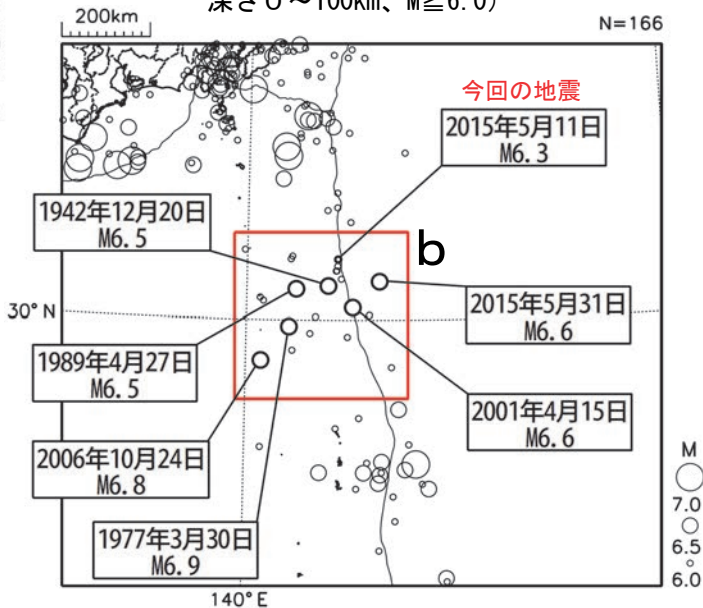 深さ0~100km、M≧6.0)
200km
N=166
今回の地震
2015年5月11日
M6.3
1942年12月20日
M6.5
b
30°N
2015年5月31日
M6.6
1989年4月27日
M6.5
2001年4月15日
M6.6
2006年10月24日
M6.8
1977年3月30日
M6.9
M
7.0
6.5
6.0
140°E